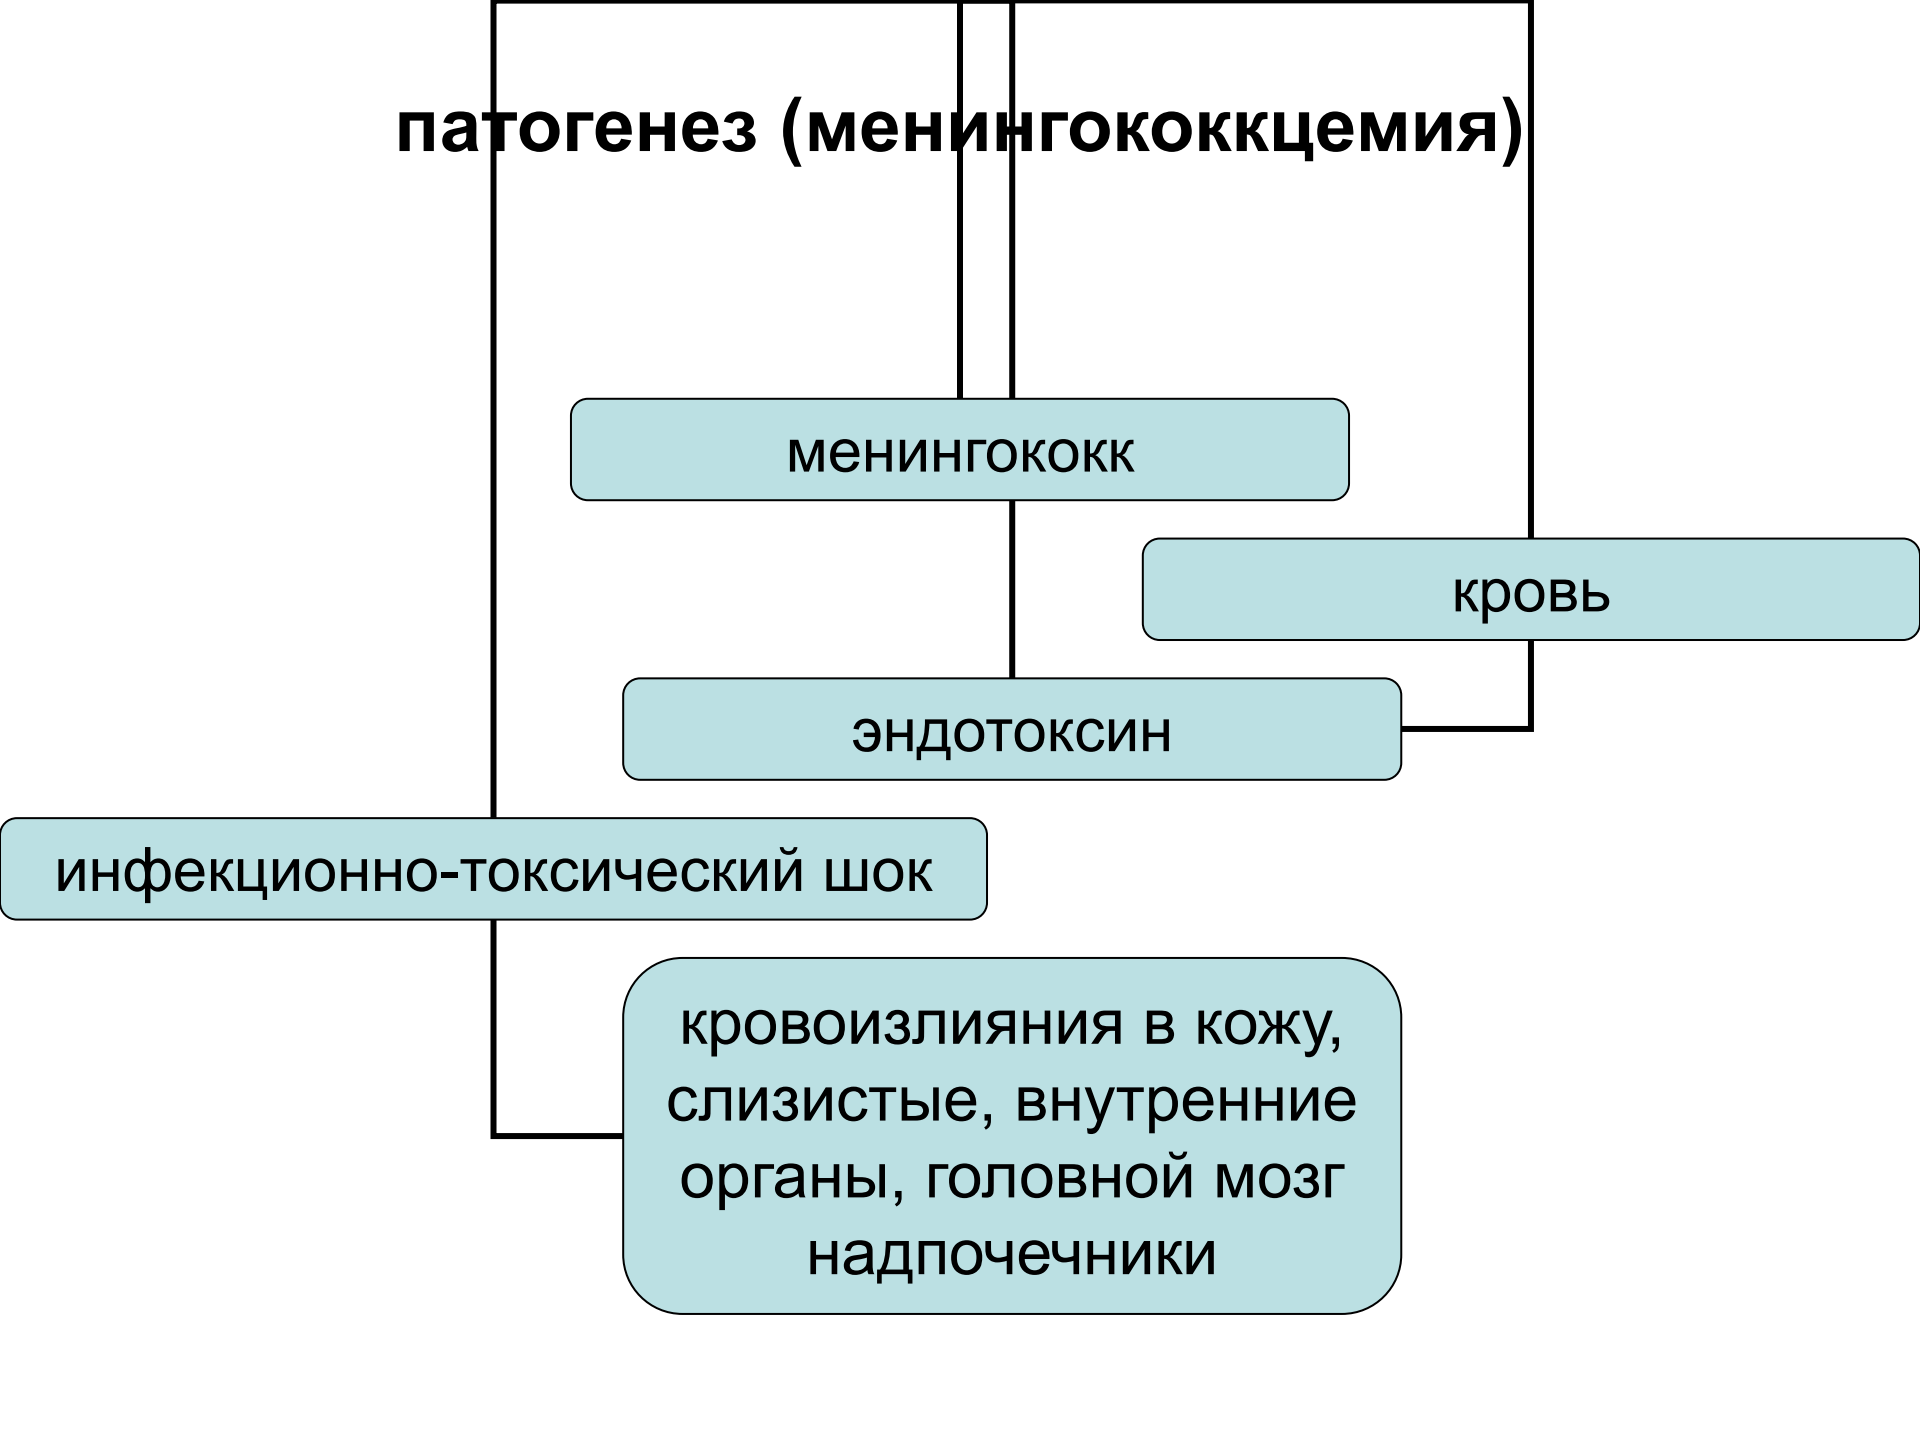 патогенез (менингококкцемия)
менингококк
кровь
эндотоксин
инфекционно-токсический шок
кровоизлияния в кожу,
слизистые, внутренние
органы, головной мозг
надпочечники